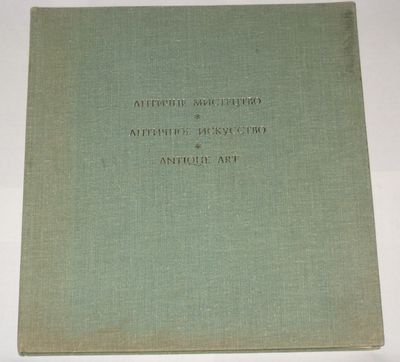 АНТИЧНЕ МИСТЕЦТВО
*
АНТИЧНОЕ ИСКУССТВО
*
ANTIQUE ART